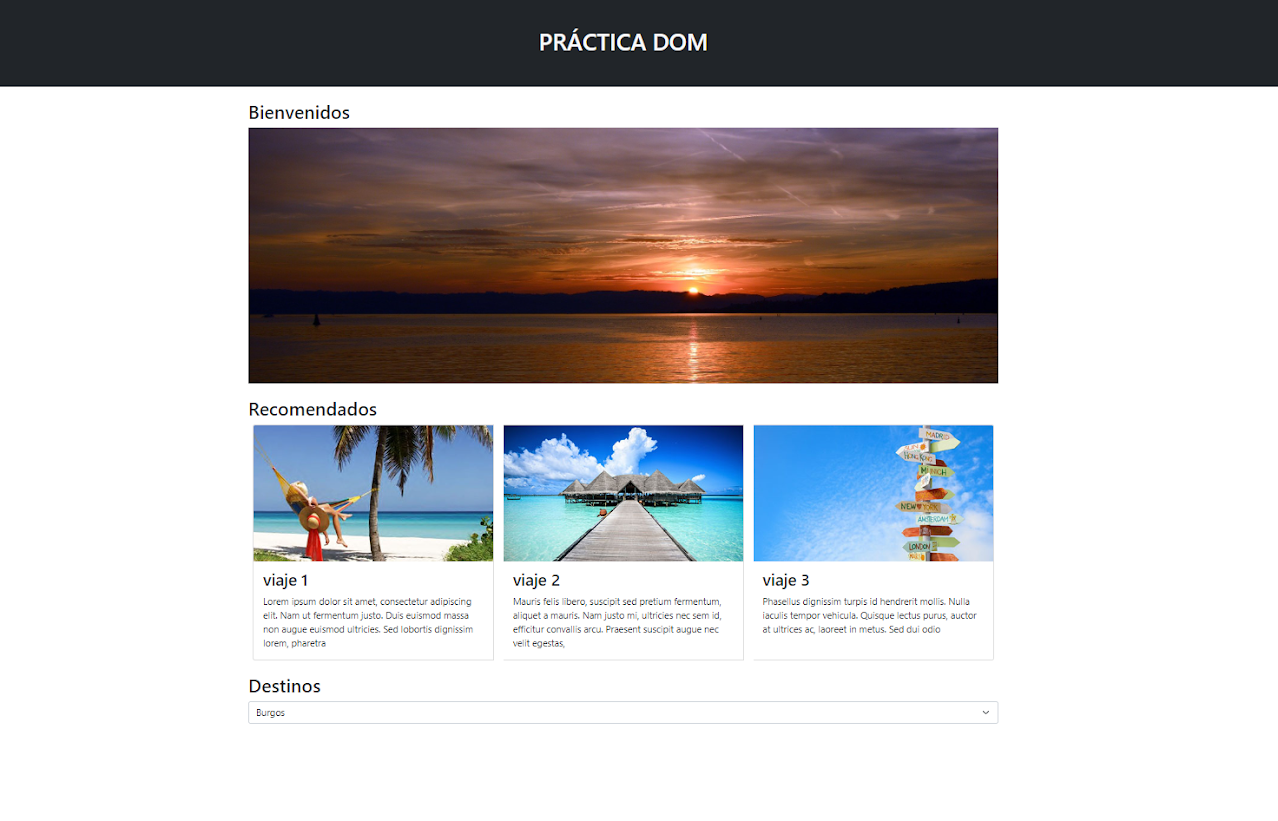 PRÁCTICA DOM
Bienvenidos
Recomendados
MADRID
HONG KONG
MUNICH
NEW YORK
AMSTERDAM
LONDON
viaje 1
Lorem ipsum dolor sit amet, consectetur adipiscing
elit. Nam ut fermentum justo. Duis euismod massa
non augue euismod ultricies. Sed lobortis dignissim
lorem, pharetra
viaje 2
Mauris felis libero, suscipit sed pretium fermentum,
aliquet a mauris. Nam justo mi, ultricies nec sem id,
efficitur convallis arcu. Praesent suscipit augue nec
velit egestas,
viaje 3
Phasellus dignissim turpis id hendrerit mollis. Nulla
iaculis tempor vehicula. Quisque lectus purus, auctor
at ultrices ac, laoreet in metus. Sed dui odio
Destinos
Burgos